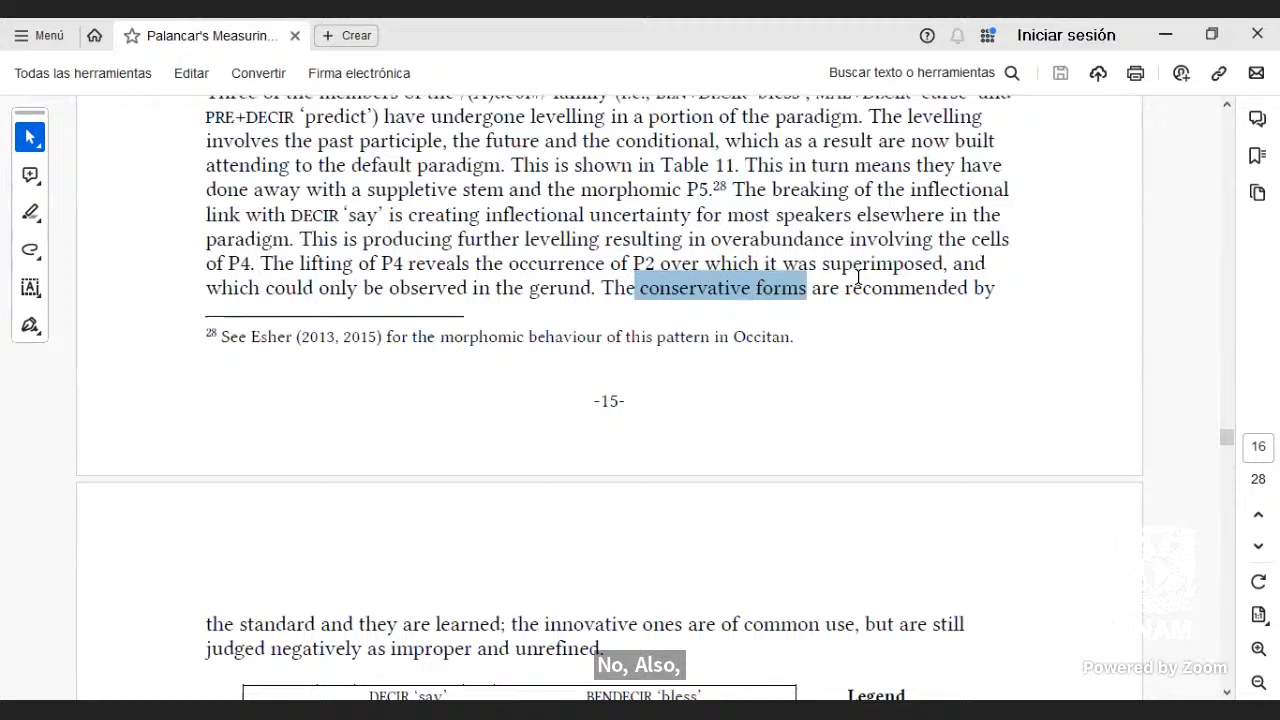 Menú
Palancar's Measurin...
Crear
Iniciar sesión
Todas las herramientas
Editar
Convertir
Firma electrónica
Buscar texto o herramientas
PRE+DECIR ‘predict’) have undergone levelling in a portion of the paradigm. The levelling
involves the past participle, the future and the conditional, which as a result are now built
attending to the default paradigm. This is shown in Table 11. This in turn means they have
done away with a suppletive stem and the morphomic P5.28 The breaking of the inflectional
link with DECIR ‘say’ is creating inflectional uncertainty for most speakers elsewhere in the
paradigm. This is producing further levelling resulting in overabundance involving the cells
of P4. The lifting of P4 reveals the occurrence of P2 over which it was superimposed, and
which could only be observed in the gerund. The conservative forms are recommended by
28 See Esher (2013, 2015) for the morphomic behaviour of this pattern in Occitan.
-15-
16
28
the standard and they are learned; the innovative ones are of common use, but are still
judged negatively as improper and unrefined.
No, Also,
DECIR ‘say’
BENDECIR ‘bless’
Legend
UNAM
Powered by Zoom